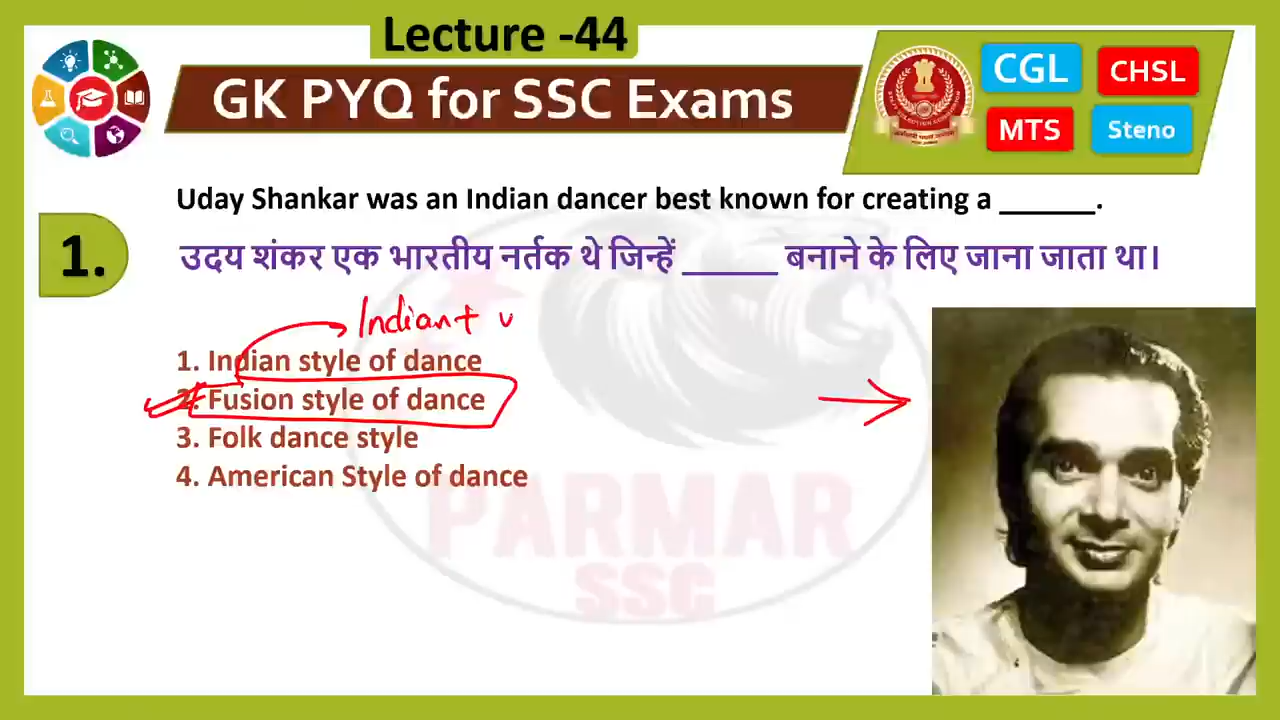 Lecture -44
GK PYQ for SSC Exams
CGL
CHSL
MTS
Steno
1.
Uday Shankar was an Indian dancer best known for creating a ______.
उदय शंकर एक भारतीय नर्तक थे जिन्हें ______ बनाने के लिए जाना जाता था।
Indian +
1. Indian style of dance
2. Fusion style of dance
3. Folk dance style
4. American Style of dance
PARMAR
SSC